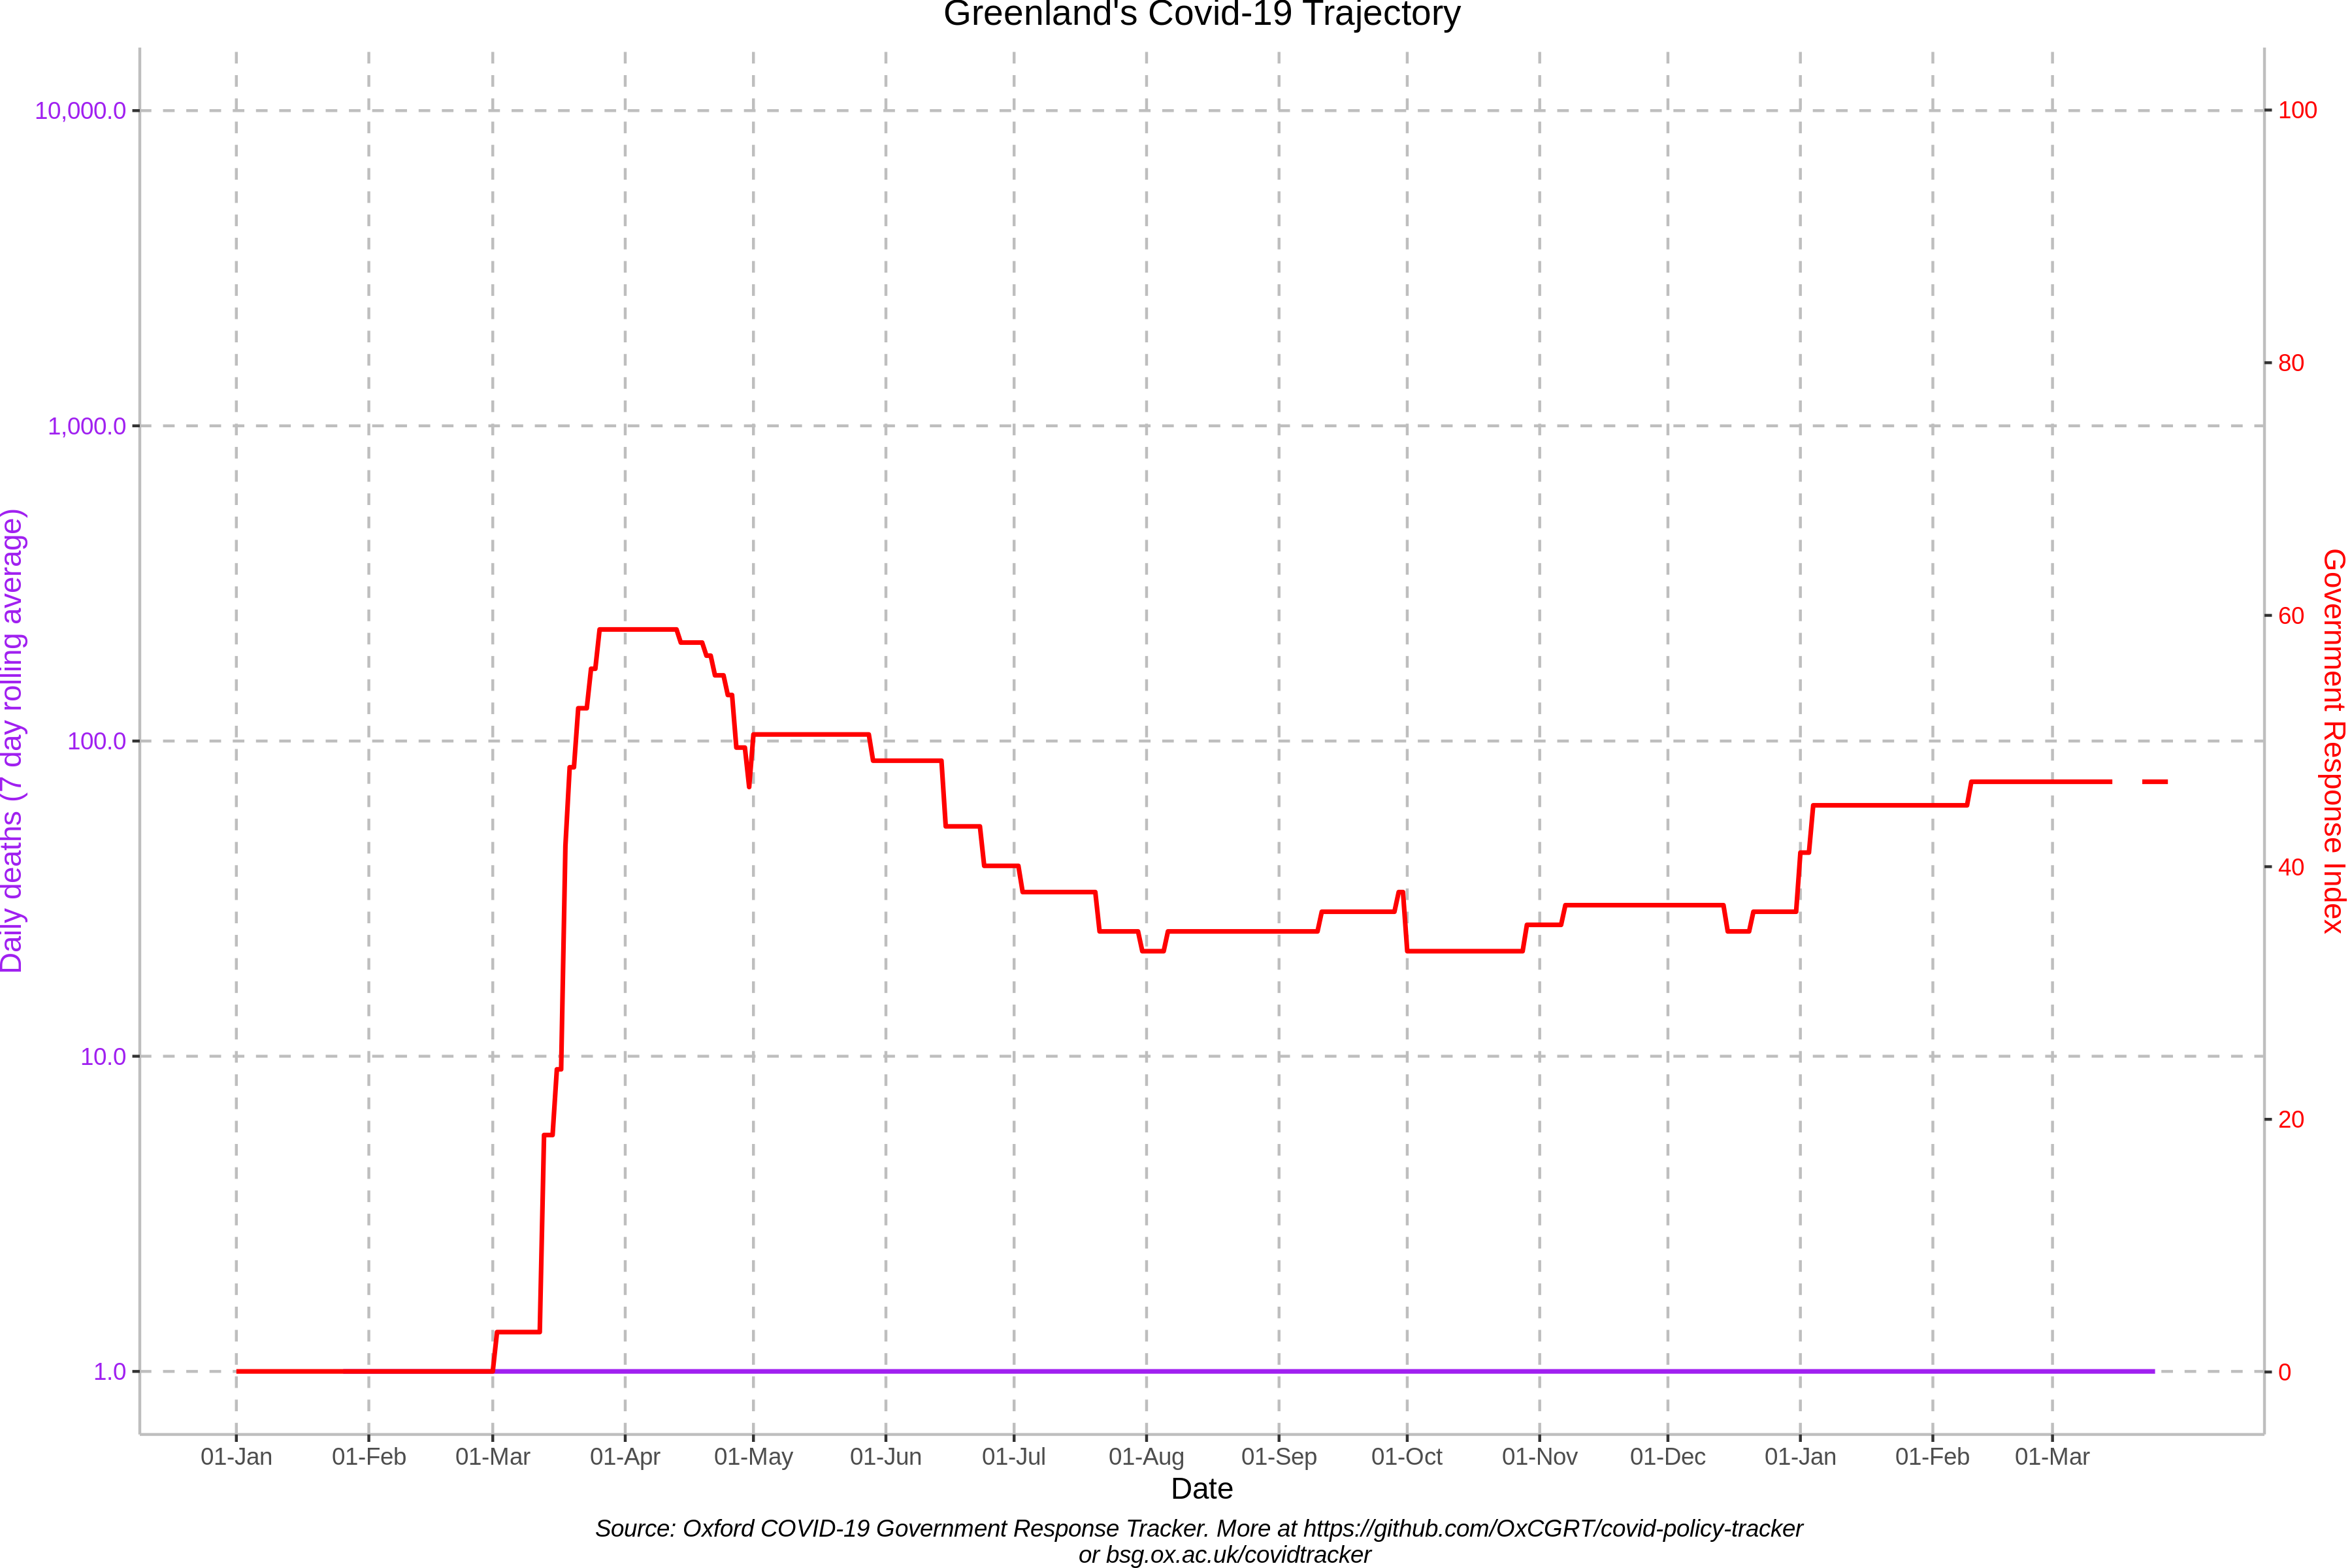 Greenland's Covid-19 Trajectory
10,000.0
1,000.0
100.0
10.0
1.0
Daily deaths (7 day rolling average)
100
80
60
40
20
0
Government Response Index
01-Jan 01-Feb 01-Mar 01-Apr 01-May 01-Jun 01-Jul 01-Aug 01-Sep 01-Oct 01-Nov 01-Dec 01-Jan 01-Feb 01-Mar
Date
Source: Oxford COVID-19 Government Response Tracker. More at https://github.com/OxCGRT/covid-policy-tracker
or bsg.ox.ac.uk/covidtracker